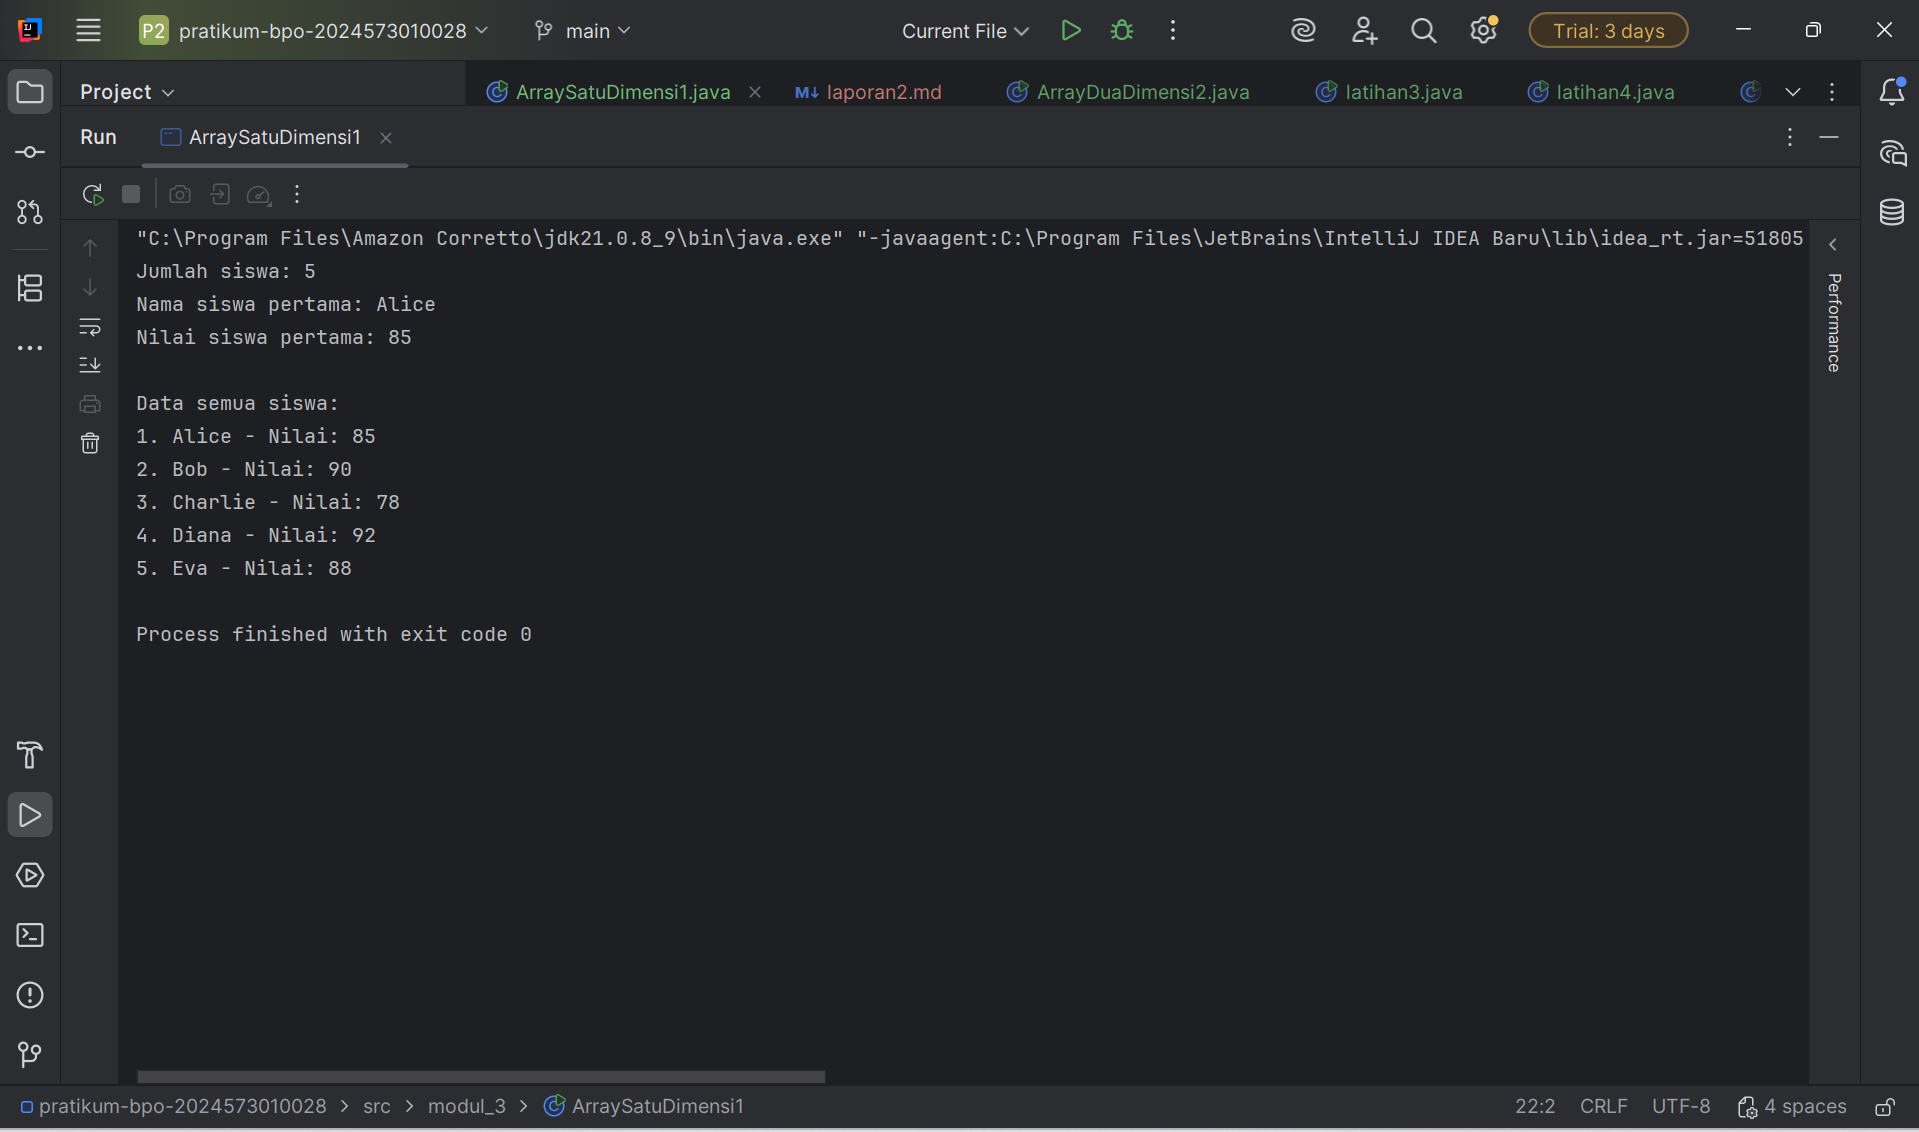 P2 pratikum-bpo-2024573010028 main Current File Trial: 3 days
Project ArraySatuDimensi1.java M↓ laporan2.md ArrayDuaDimensi2.java latihan3.java latihan4.java
Run ArraySatuDimensi1
"C:\Program Files\Amazon Corretto\jdk21.0.8_9\bin\java.exe" "-javaagent:C:\Program Files\JetBrains\IntelliJ IDEA Baru\lib\idea_rt.jar=51805
Jumlah siswa: 5
Nama siswa pertama: Alice
Nilai siswa pertama: 85
Data semua siswa:
1. Alice - Nilai: 85
2. Bob - Nilai: 90
3. Charlie - Nilai: 78
4. Diana - Nilai: 92
5. Eva - Nilai: 88
Process finished with exit code 0
Performance
pratikum-bpo-2024573010028 > src > modul_3 > ArraySatuDimensi1 22:2 CRLF UTF-8 4 spaces